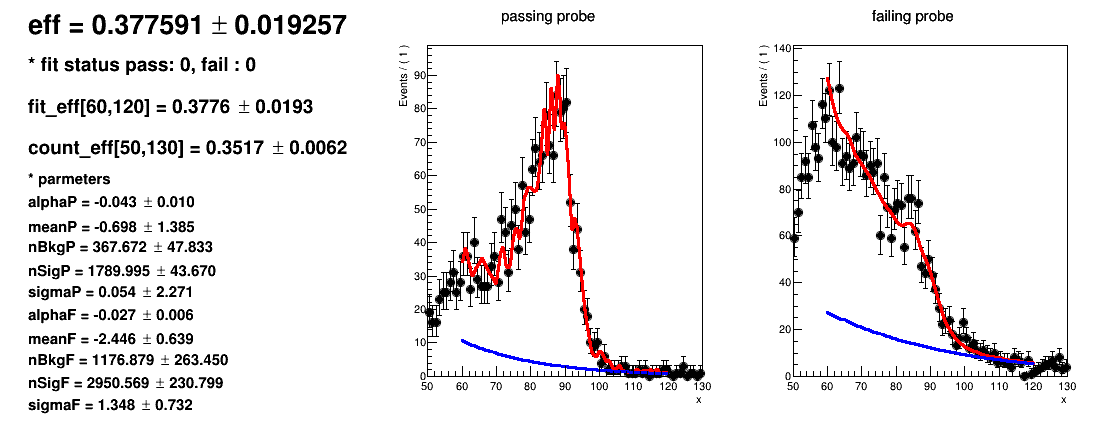 eff = 0.377591 ± 0.019257
* fit status pass: 0, fail : 0
fit_eff[60,120] = 0.3776 ± 0.0193
count_eff[50,130] = 0.3517 ± 0.0062
* parmeters
alphaP = -0.043 ± 0.010
meanP = -0.698 ± 1.385
nBkgP = 367.672 ± 47.833
nSigP = 1789.995 ± 43.670
sigmaP = 0.054 ± 2.271
alphaF = -0.027 ± 0.006
meanF = -2.446 ± 0.639
nBkgF = 1176.879 ± 263.450
nSigF = 2950.569 ± 230.799
sigmaF = 1.348 ± 0.732
passing probe
Events / ( 1 )
90
80
70
60
50
40
30
20
10
0
50 60 70 80 90 100 110 120 130
x
failing probe
Events / ( 1 )
140
120
100
80
60
40
20
0
50 60 70 80 90 100 110 120 130
x